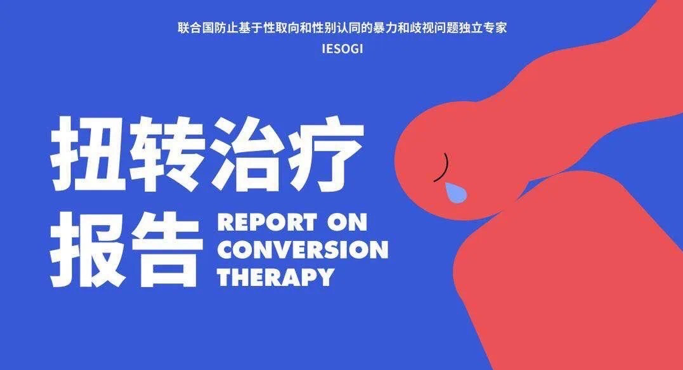 联合国防止基于性取向和性别认同的暴力和歧视问题独立专家
IESOGI
扭转治疗
报告
REPORT ON
CONVERSION
THERAPY